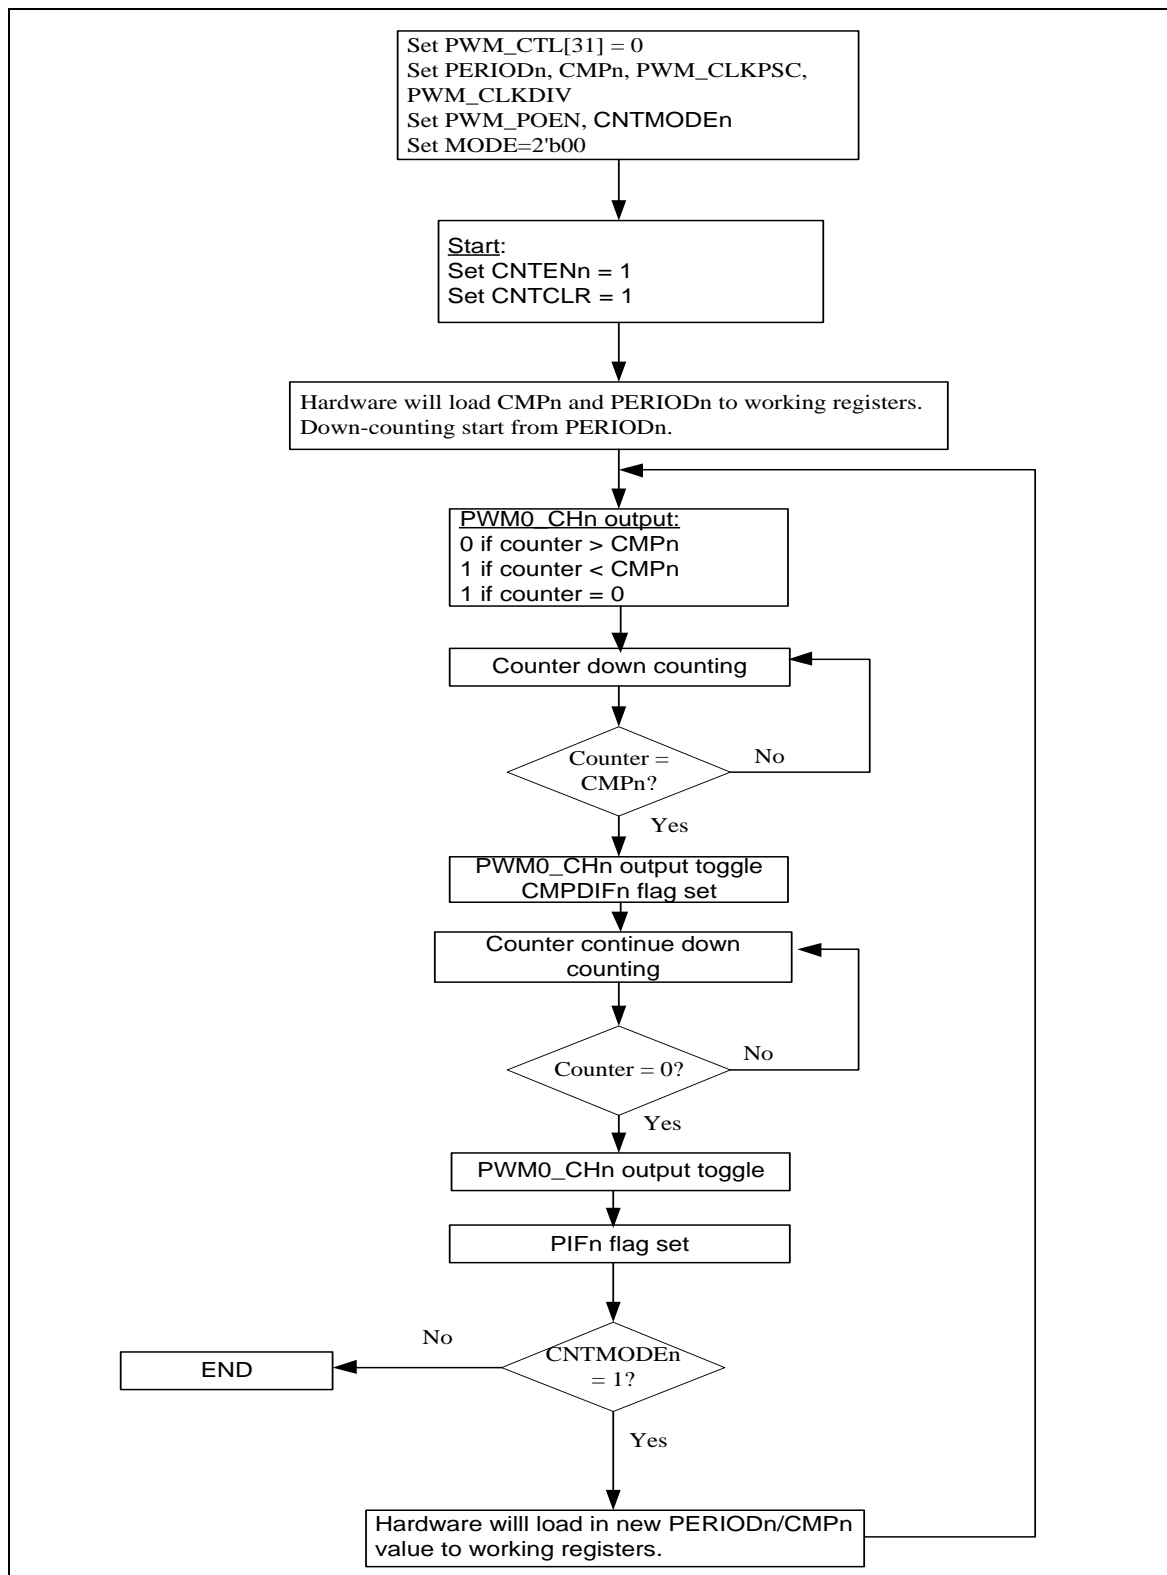 Set PWM_CTL[31] = 0
Set PERIODn, CMPn, PWM_CLKPSC,
PWM_CLKDIV
Set PWM_POEN, CNTMODEn
Set MODE=2'b00
Start:
Set CNTENn = 1
Set CNTCLR = 1
Hardware will load CMPn and PERIODn to working registers.
Down-counting start from PERIODn.
PWM0_CHn output:
0 if counter > CMPn
1 if counter < CMPn
1 if counter = 0
Counter down counting
Counter =
CMPn?
No
Yes
PWM0_CHn output toggle
CMPDIFn flag set
Counter continue down
counting
Counter = 0?
No
Yes
PWM0_CHn output toggle
PIFn flag set
CNTMODEn
= 1?
No
END
Yes
Hardware willl load in new PERIODn/CMPn
value to working registers.